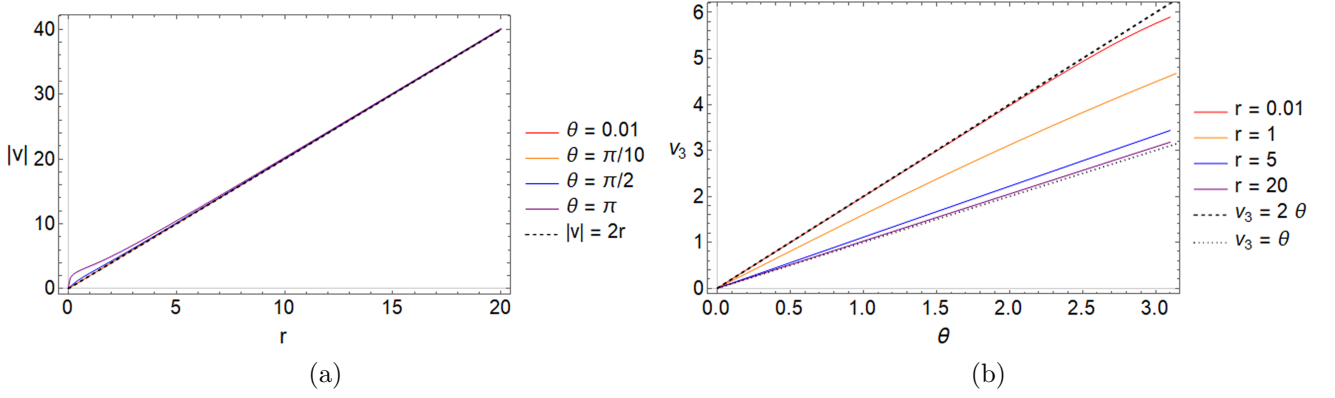 40
30
20
10
0
|v|
0 5 10 15 20
r
θ = 0.01
θ = π/10
θ = π/2
θ = π
|v| = 2r
(a)
6
5
4
3
2
1
0
v₃
0.0 0.5 1.0 1.5 2.0 2.5 3.0
θ
r = 0.01
r = 1
r = 5
r = 20
v₃ = 2 θ
v₃ = θ
(b)